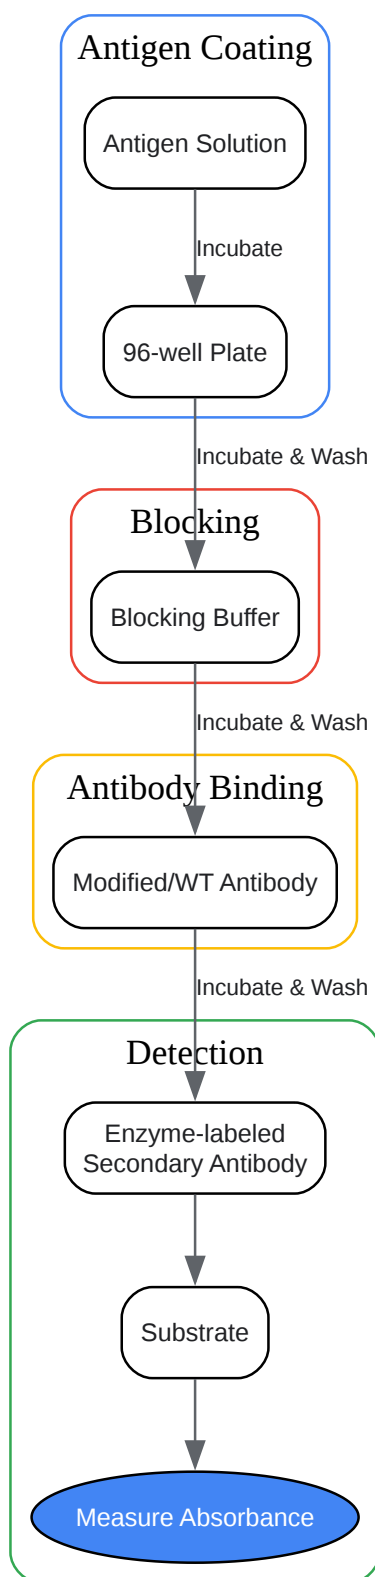 Antigen Coating
Antigen Solution
Incubate
96-well Plate
Incubate & Wash
Blocking
Blocking Buffer
Incubate & Wash
Antibody Binding
Modified/WT Antibody
Incubate & Wash
Detection
Enzyme-labeled
Secondary Antibody
Substrate
Measure Absorbance